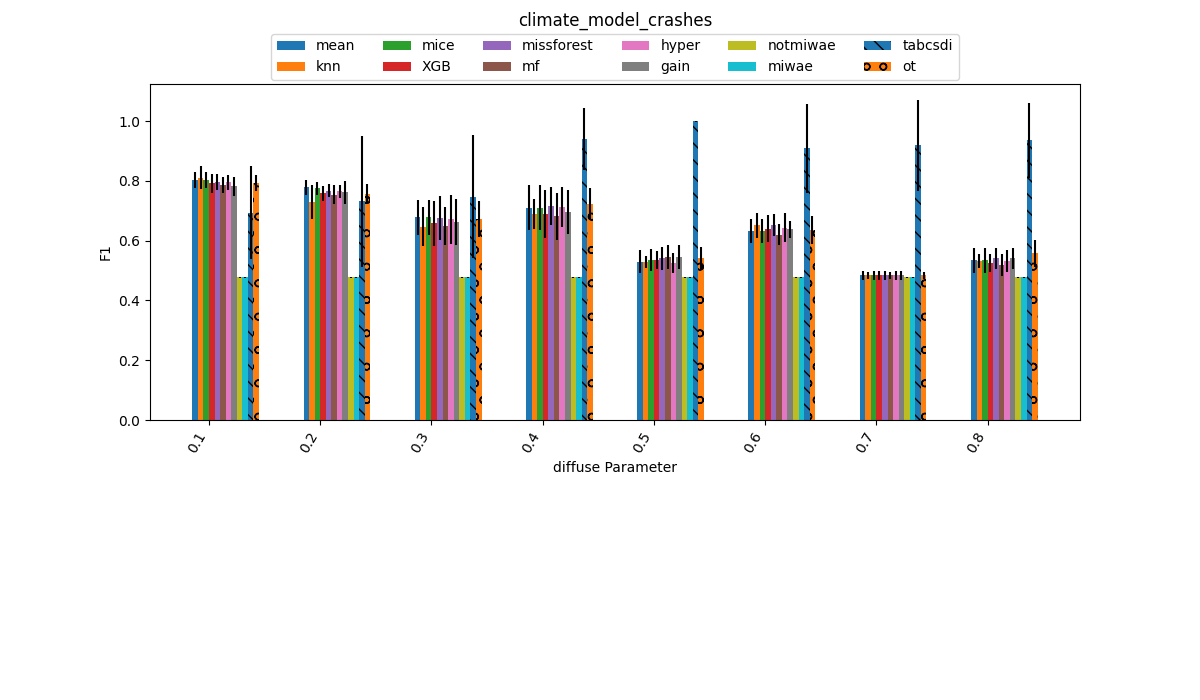 climate_model_crashes
mean mice missforest hyper notmiwae tabcsdi
knn XGB mf gain miwae ot
1.0
0.8
0.6
0.4
0.2
0.0
F1
0.1 0.2 0.3 0.4 0.5 0.6 0.7 0.8
diffuse Parameter